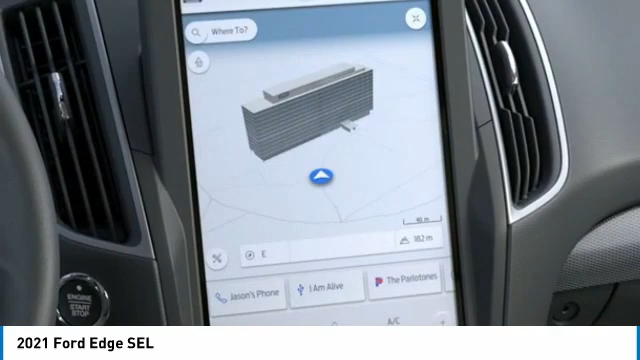 Where To?
40 m
E
182 m
Jason's Phone
I Am Alive
The Parlotones
ENGINE
START
STOP
A/C
2021 Ford Edge SEL